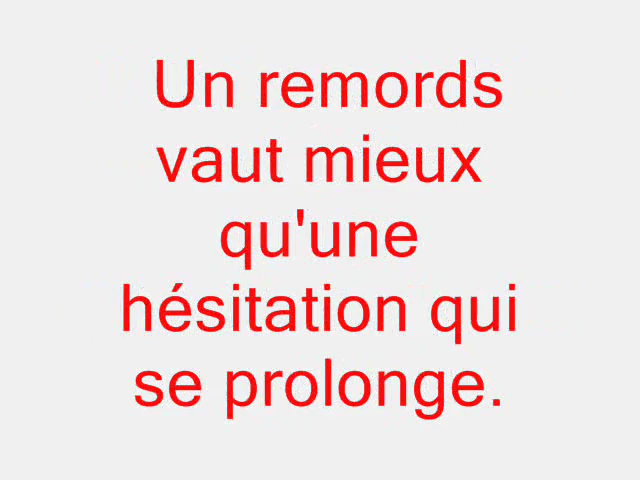 Un remords
vaut mieux
qu'une
hésitation qui
se prolonge.